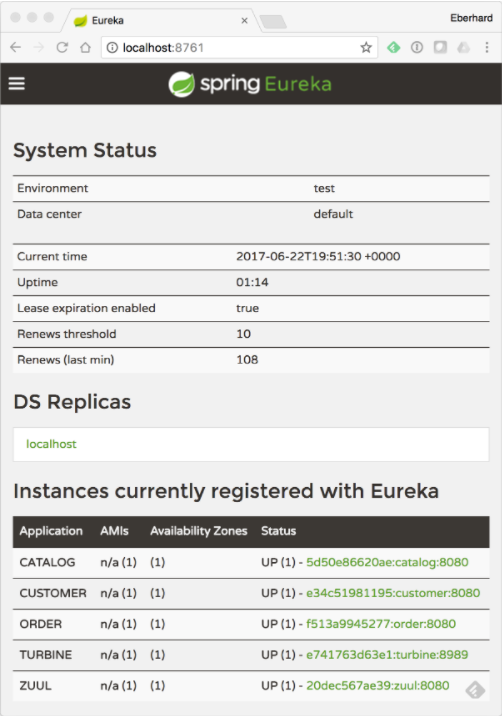 Eureka
Eberhard
localhost:8761
spring Eureka
System Status
Environment test
Data center default
Current time 2017-06-22T19:51:30 +0000
Uptime 01:14
Lease expiration enabled true
Renews threshold 10
Renews (last min) 108
DS Replicas
localhost
Instances currently registered with Eureka
Application AMIs Availability Zones Status
CATALOG n/a (1) (1) UP (1) - 5d50e86620ae:catalog:8080
CUSTOMER n/a (1) (1) UP (1) - e34c51981195:customer:8080
ORDER n/a (1) (1) UP (1) - f513a9945277:order:8080
TURBINE n/a (1) (1) UP (1) - e741763d63e1:turbine:8989
ZUUL n/a (1) (1) UP (1) - 20dec567ae39:zuul:8080